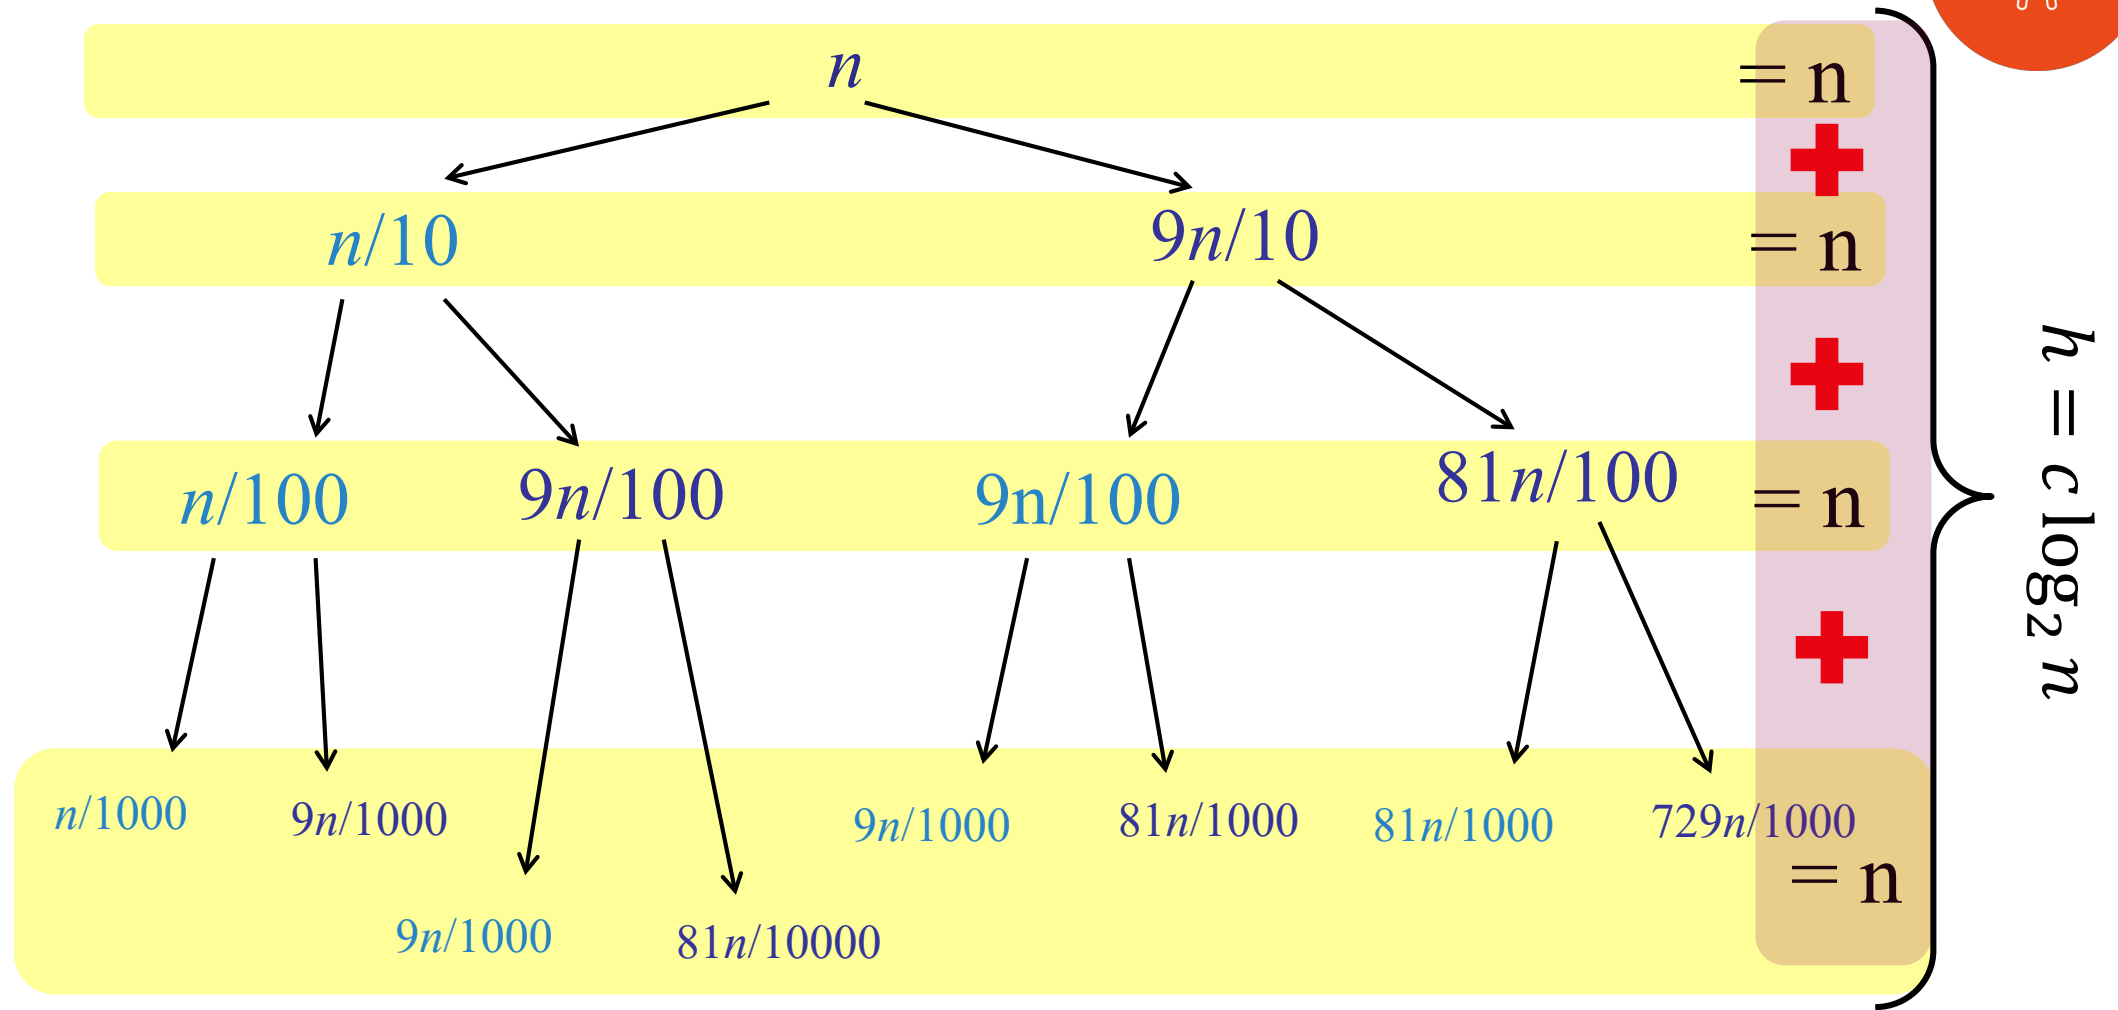 n = n
n/10 9n/10 = n
n/100 9n/100 9n/100 81n/100 = n
n/1000 9n/1000 9n/1000 81n/1000 81n/1000 729n/1000
= n
9n/1000 81n/10000
h = c log₂ n